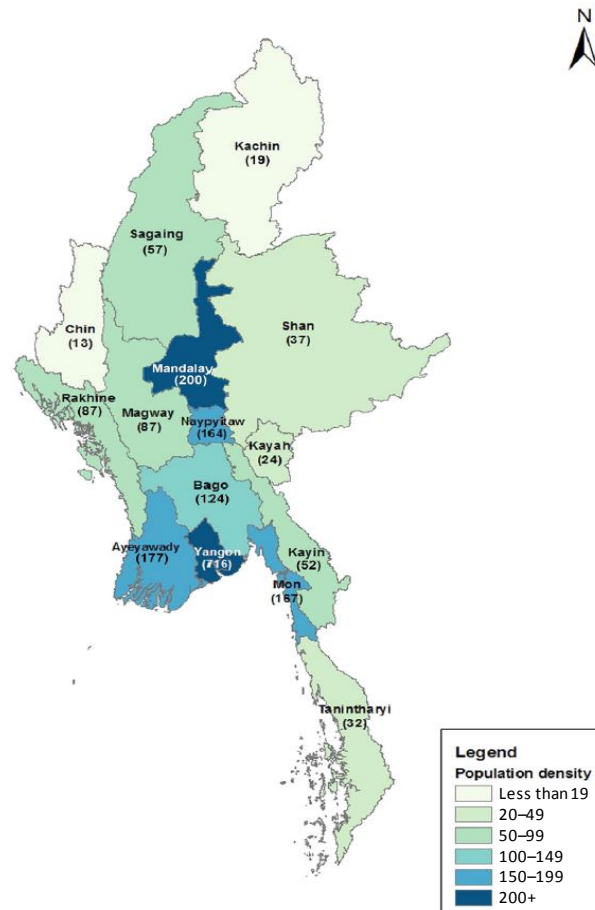 N
Kachin
(19)
Sagaing
(57)
Shan
(37)
Chin
(13)
Mandalay
(200)
Rakhine
(87)
Magway
(87)
Naypyitaw
(164)
Kayah
(24)
Bago
(124)
Ayeyawady
(177)
Yangon
(716)
Kayin
(52)
Mon
(167)
Tanintharyi
(32)
Legend
Population density
Less than 19
20–49
50–99
100–149
150–199
200+